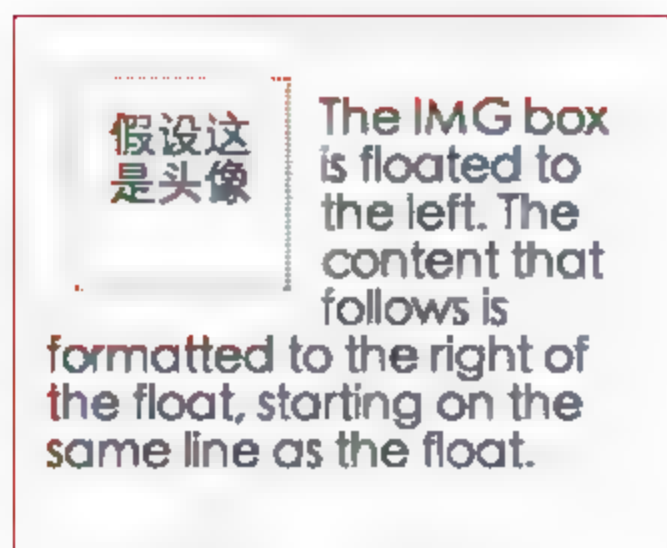 假设这
是头像
The IMG box
is floated to
the left. The
content that
follows is
formatted to the right of
the float, starting on the
same line as the float.